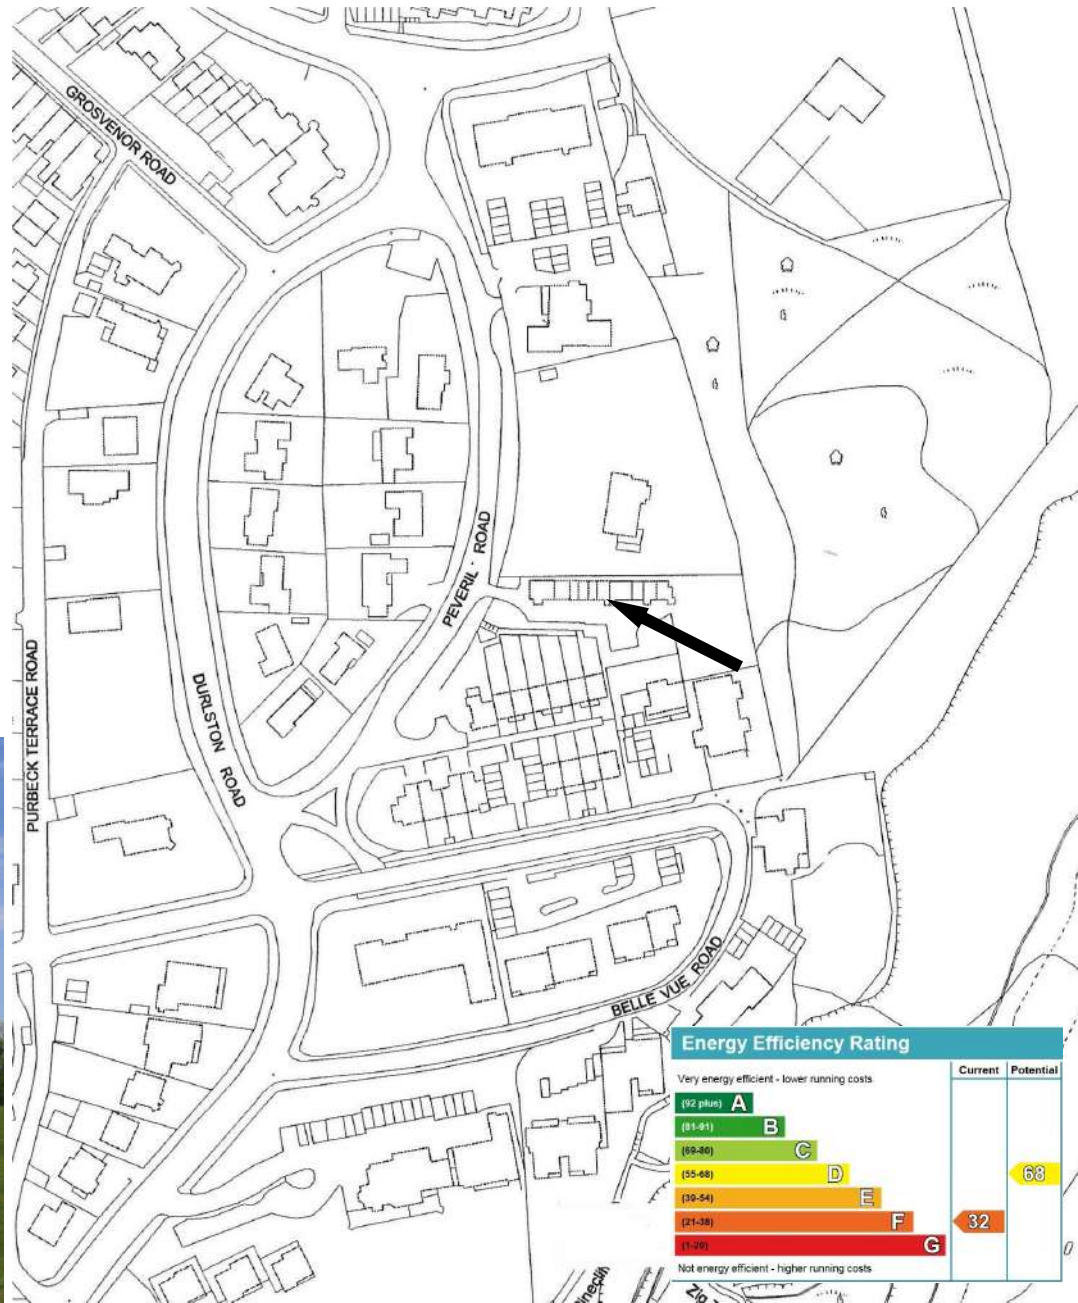 GROSVENOR ROAD
PEVERIL ROAD
PURBECK TERRACE ROAD
DURLSTON ROAD
BELLE VUE ROAD
Energy Efficiency Rating
Current Potential
Very energy efficient - lower running costs
(92 plus) A
(81-91) B
(69-80) C
(55-68) D 68
(39-54) E
(21-38) F 32
(1-20) G
Not energy efficient - higher running costs